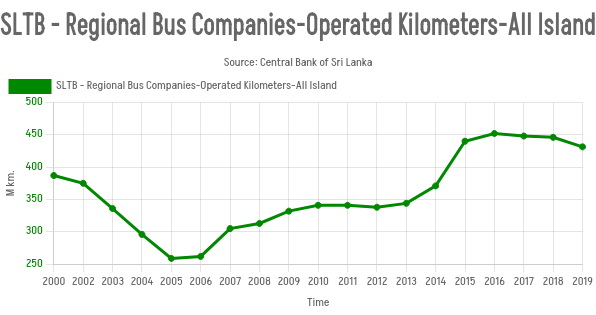 SLTB - Regional Bus Companies-Operated Kilometers-All Island
Source: Central Bank of Sri Lanka
SLTB - Regional Bus Companies-Operated Kilometers-All Island
500
450
400
350
300
250
M km.
2000 2002 2003 2004 2005 2006 2007 2008 2009 2010 2011 2012 2013 2014 2015 2016 2017 2018 2019
Time